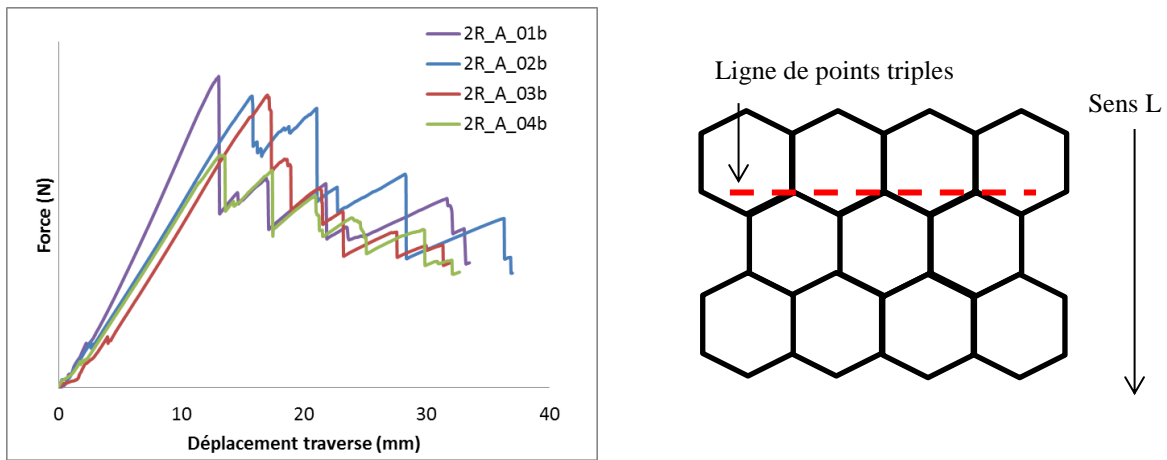 2R_A_01b
2R_A_02b
2R_A_03b
2R_A_04b
Force (N)
0
10
20
30
40
Déplacement traverse (mm)
Ligne de points triples
Sens L